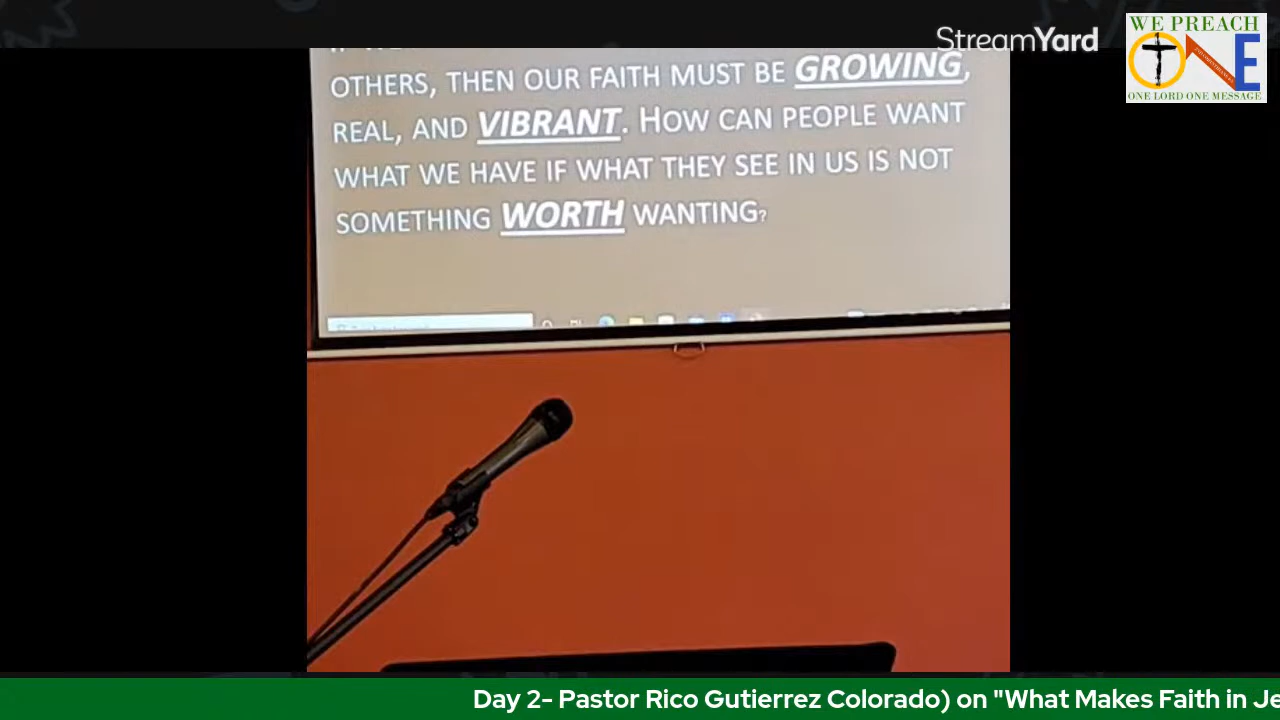 StreamYard
WE PREACH
ONE
ONE LORD ONE MESSAGE
OTHERS, THEN OUR FAITH MUST BE GROWING,
REAL, AND VIBRANT. HOW CAN PEOPLE WANT
WHAT WE HAVE IF WHAT THEY SEE IN US IS NOT
SOMETHING WORTH WANTING?
Day 2- Pastor Rico Gutierrez Colorado) on "What Makes Faith in Je